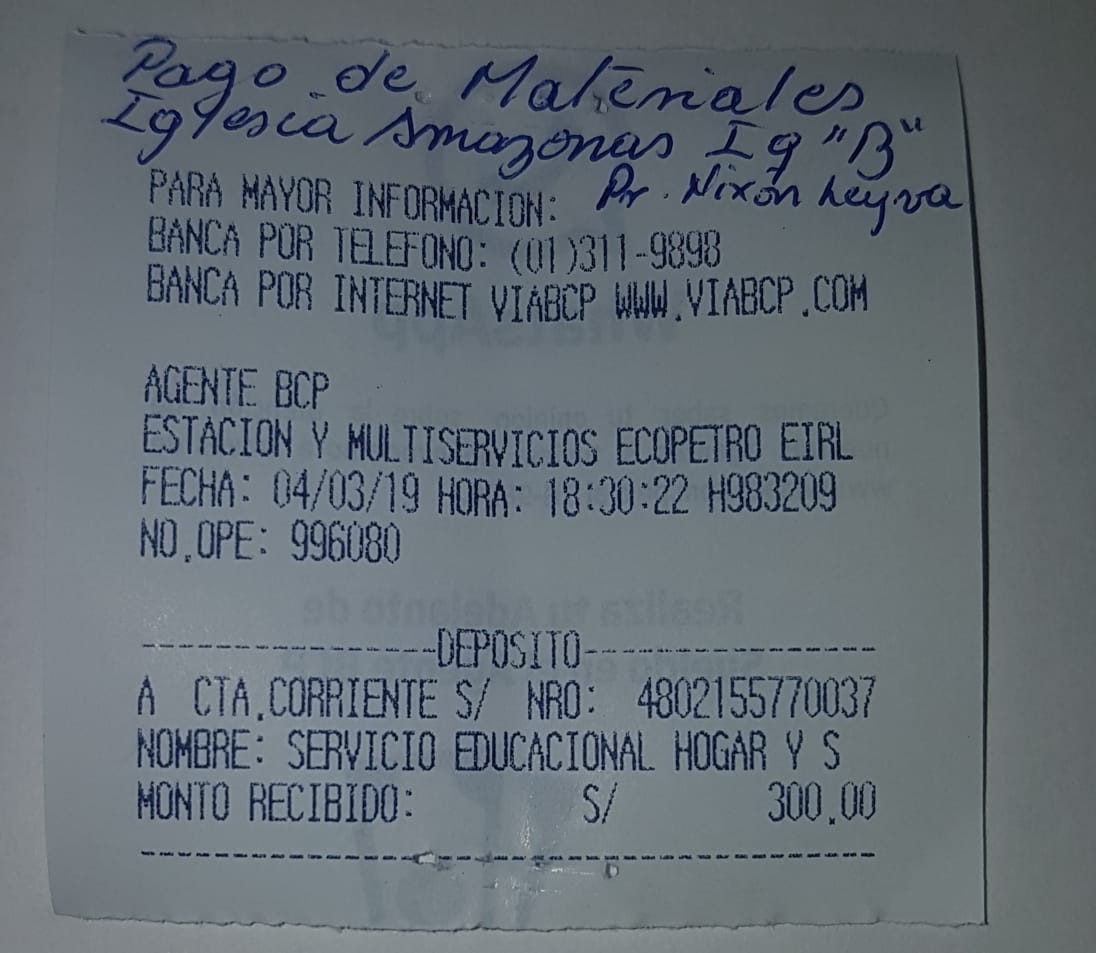 Pago de Materiales
Iglesia Amazonas Ig "B"
Pr. Nixon Leyva
PARA MAYOR INFORMACION:
BANCA POR TELEFONO: (01)311-9898
BANCA POR INTERNET VIABCP WWW.VIABCP.COM
AGENTE BCP
ESTACION Y MULTISERVICIOS ECOPETRO EIRL
FECHA: 04/03/19 HORA: 18:30:22 H983209
NO.OPE: 996080
----------------DEPOSITO----------------
A CTA.CORRIENTE S/ NRO: 4802155770037
NOMBRE: SERVICIO EDUCACIONAL HOGAR Y S
MONTO RECIBIDO: S/ 300.00